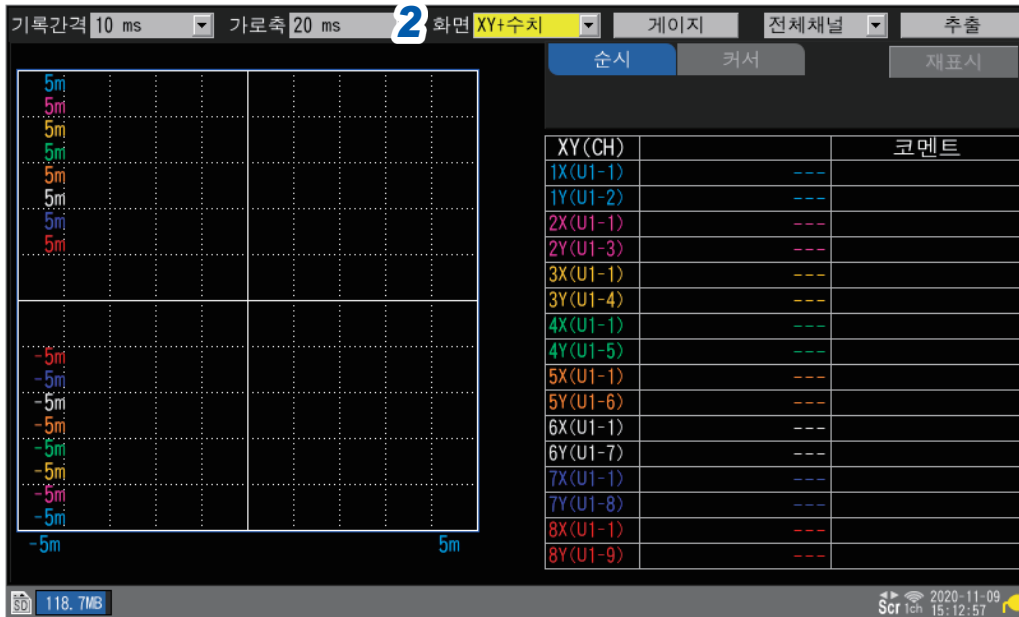 기록간격 10 ms 가로축 20 ms 2 화면 XY+수치 게이지 전체채널 추출
순시 커서 재표시
5m
5m
5m
5m
5m
5m
5m
5m
-5m
-5m
-5m
-5m
-5m
-5m
-5m
-5m
-5m 5m
XY(CH) 코멘트
1X(U1-1) ---
1Y(U1-2) ---
2X(U1-1) ---
2Y(U1-3) ---
3X(U1-1) ---
3Y(U1-4) ---
4X(U1-1) ---
4Y(U1-5) ---
5X(U1-1) ---
5Y(U1-6) ---
6X(U1-1) ---
6Y(U1-7) ---
7X(U1-1) ---
7Y(U1-8) ---
8X(U1-1) ---
8Y(U1-9) ---
SD 118.7MB Scr 1ch 2020-11-09
15:12:57